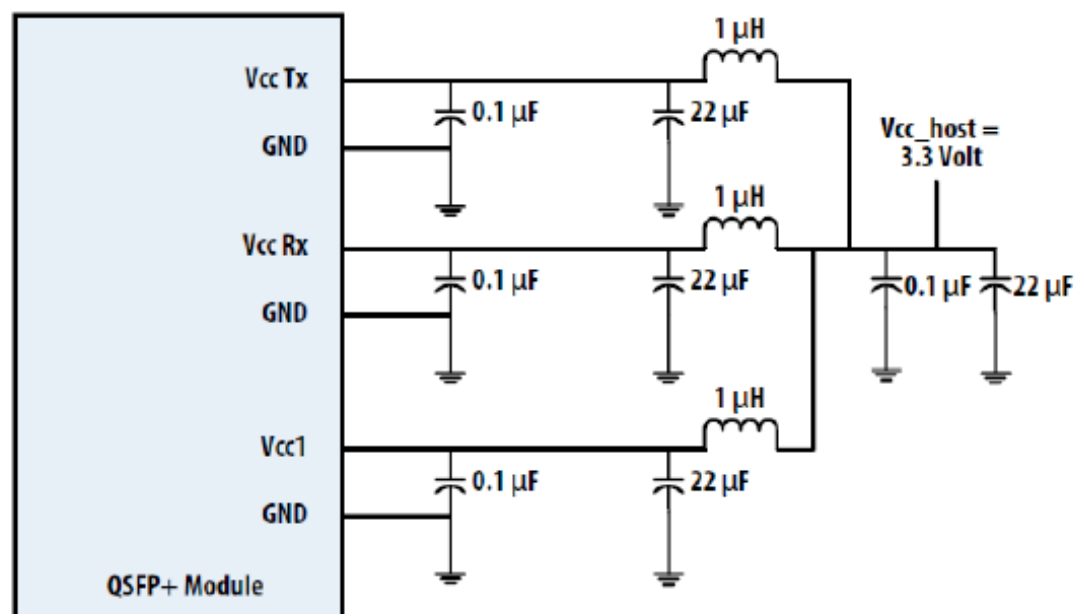 1 µH
Vcc Tx
0.1 µF
22 µF
GND
Vcc_host =
3.3 Volt
1 µH
Vcc Rx
0.1 µF
22 µF
0.1 µF
22 µF
GND
1 µH
Vcc1
0.1 µF
22 µF
GND
QSFP+ Module